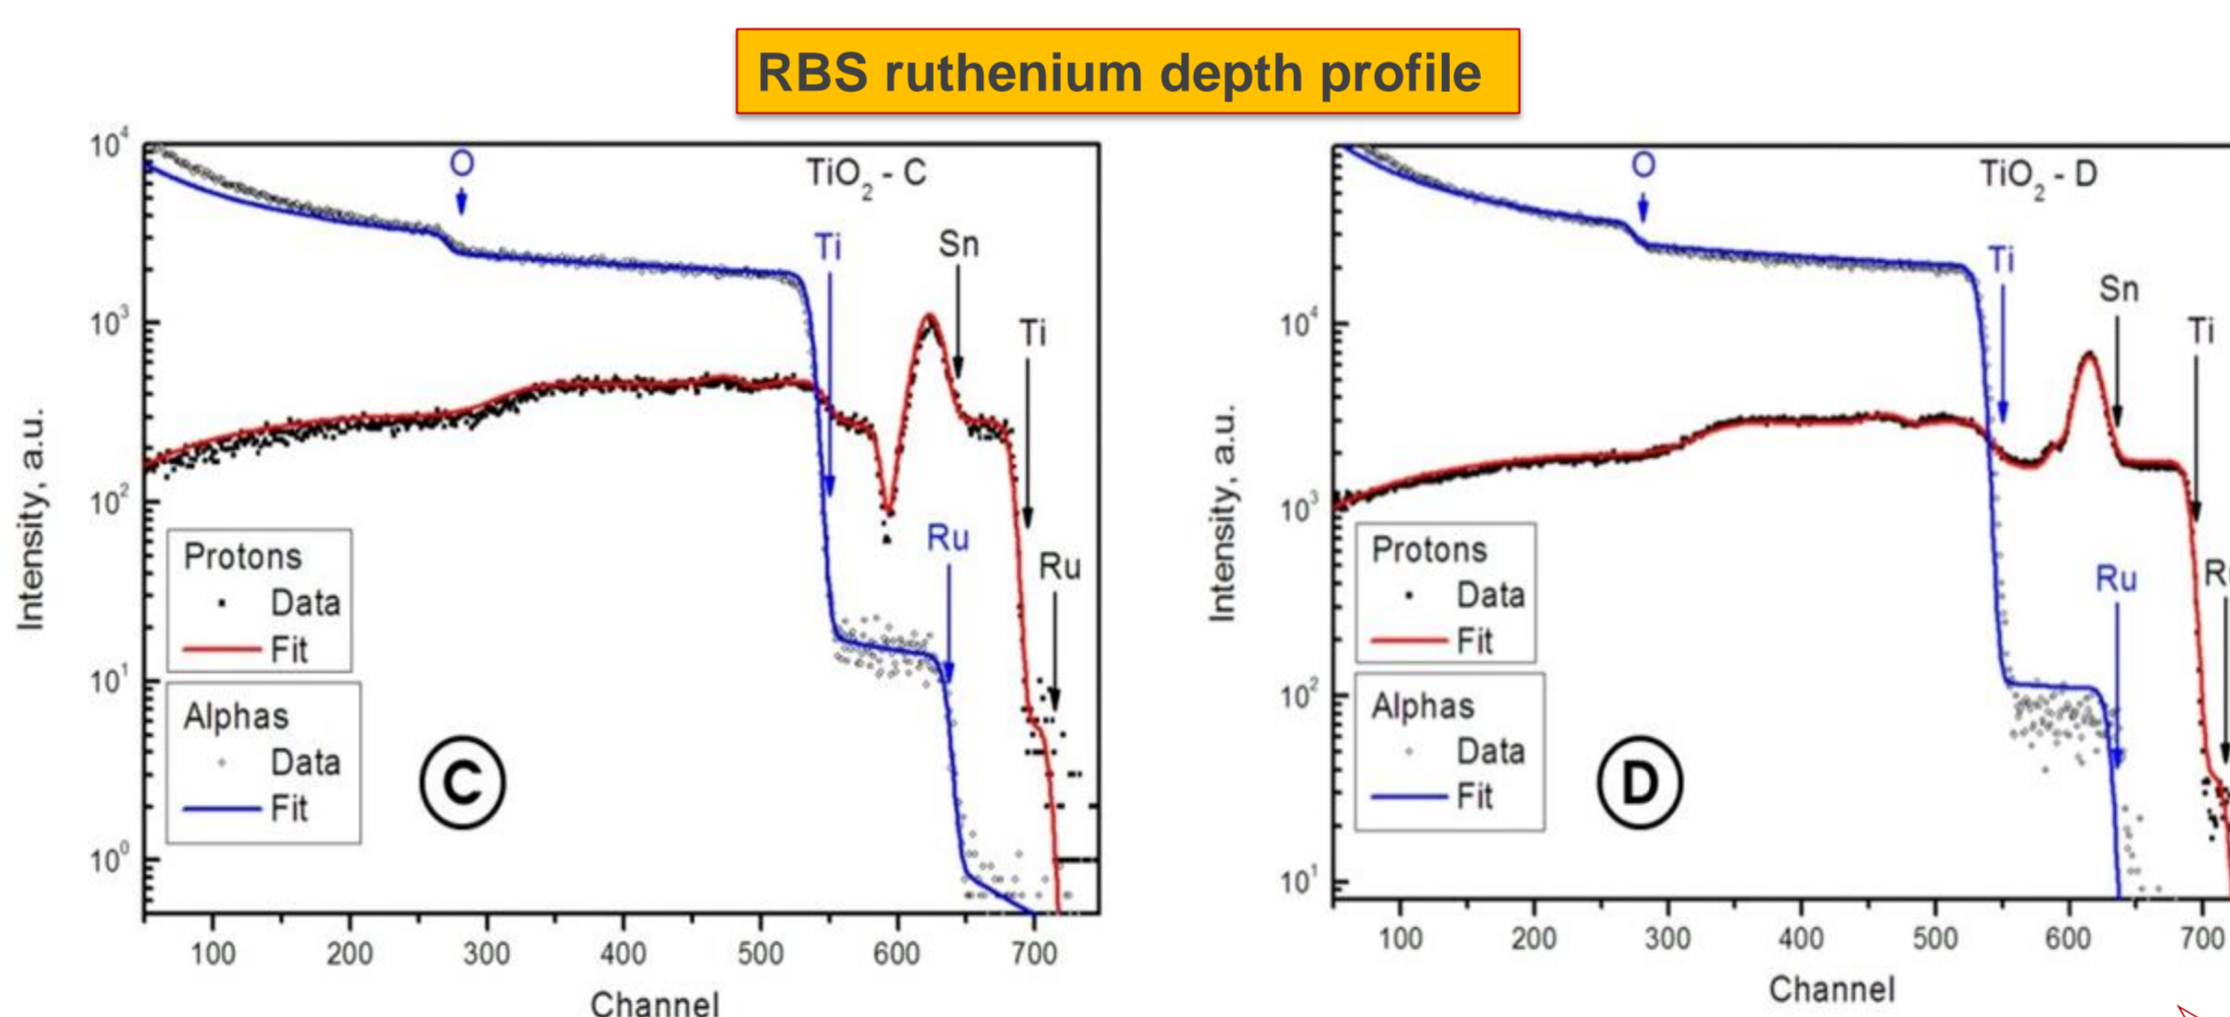 RBS ruthenium depth profile
10^4
10^3
10^2
10^1
10^0
Intensity, a.u.
O
TiO_2 - C
Ti
Sn
Ti
Ru
Ru
Protons
Data
Fit
Alphas
Data
Fit
C
100 200 300 400 500 600 700
Channel
10^4
10^3
10^2
10^1
Intensity, a.u.
O
TiO_2 - D
Ti
Sn
Ti
Ru
Protons
Data
Fit
Alphas
Data
Fit
D
100 200 300 400 500 600 700
Channel